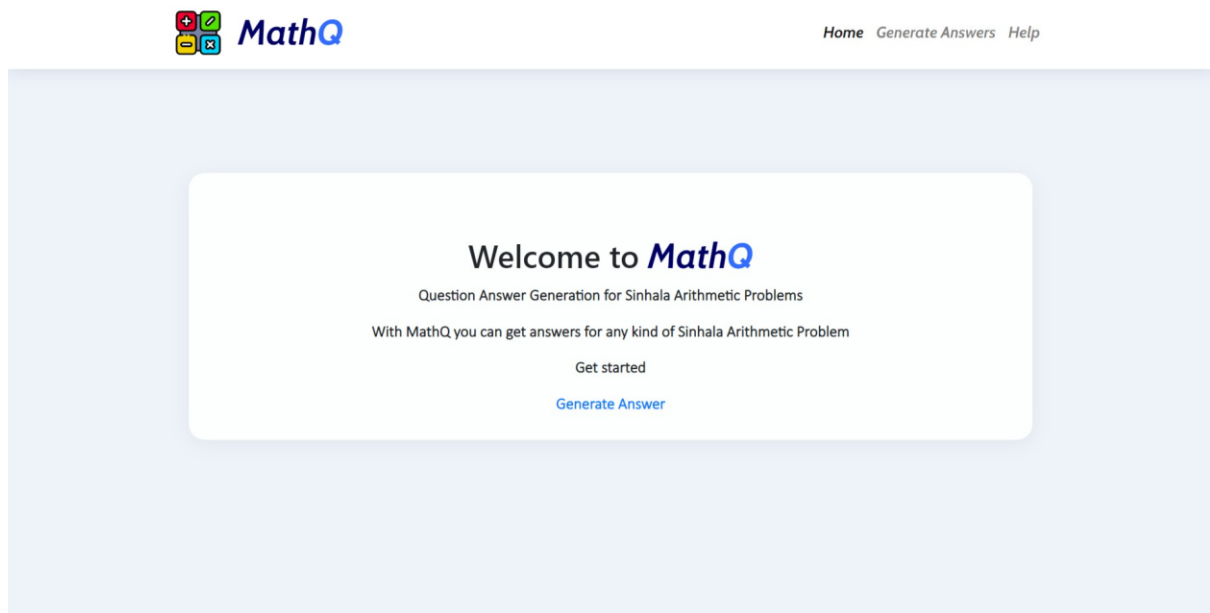 MathQ
Home Generate Answers Help
Welcome to MathQ
Question Answer Generation for Sinhala Arithmetic Problems
With MathQ you can get answers for any kind of Sinhala Arithmetic Problem
Get started
Generate Answer